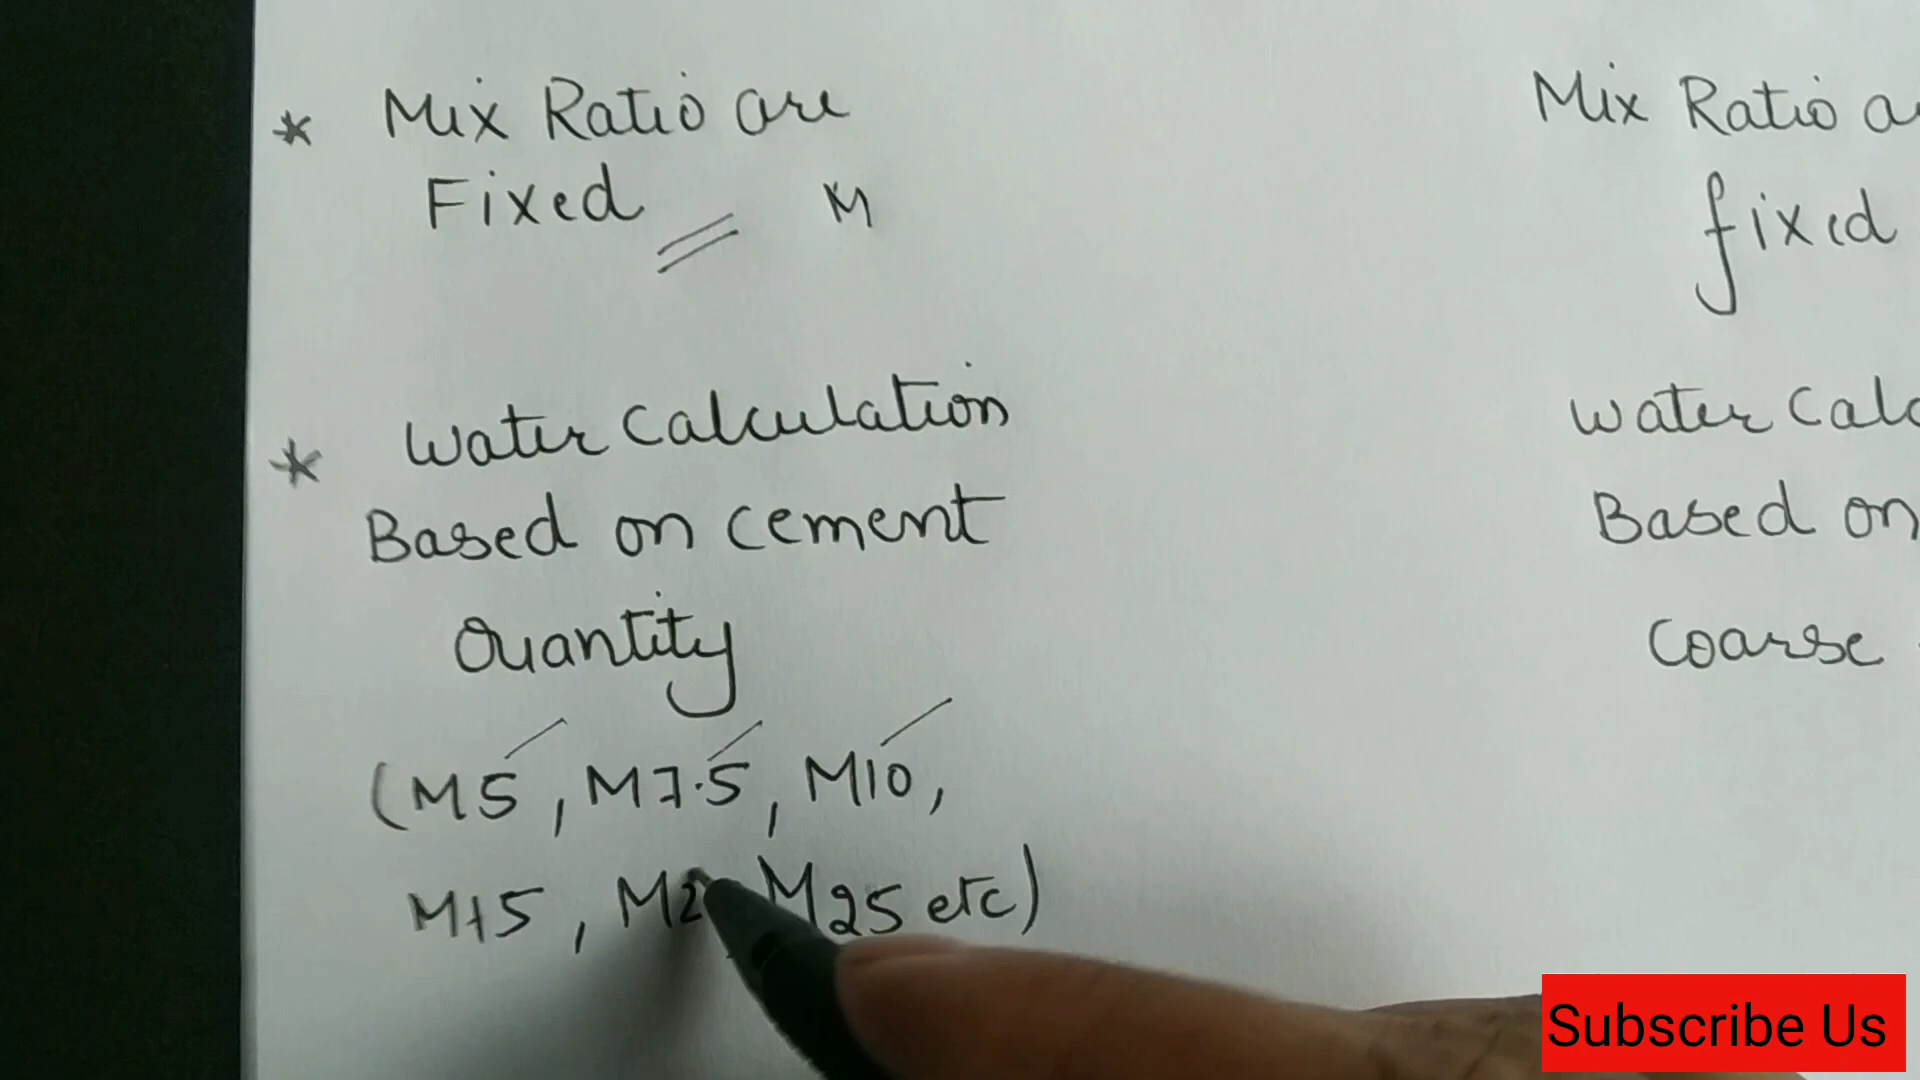 * Mix Ratio are
Fixed M
* Water Calculation
Based on cement
Quantity
(M5, M7.5, M10,
M15, M25 etc)
Mix Ratio
fixed
Water
Based on
Coarse
Subscribe Us